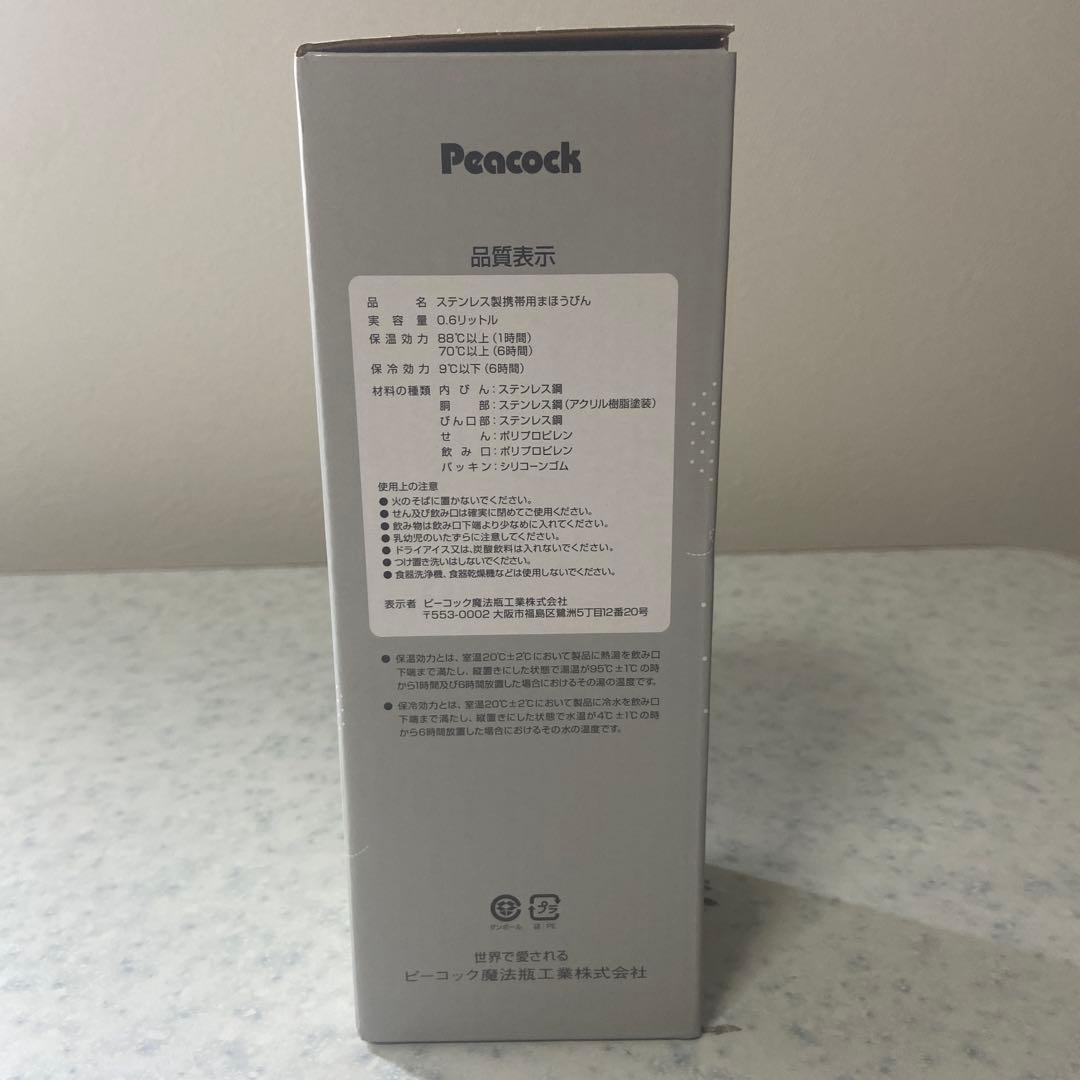 Peacock
品質表示
品名 ステンレス製携帯用まほうびん
実容量 0.6リットル
保温効力 88℃以上(1時間)
70℃以上(6時間)
保冷効力 9℃以下(6時間)
材料の種類 内びん:ステンレス鋼
胴部:ステンレス鋼(アクリル樹脂塗装)
びん口部:ステンレス鋼
せん:ポリプロピレン
飲み口:ポリプロピレン
パッキン:シリコーンゴム
使用上の注意
●火のそばに置かないでください。
●せん及び飲み口は確実に閉めてご使用ください。
●飲み物は飲み口下端より少なめに入れてください。
●乳幼児のいたずらに注意してください。
●ドライアイス又は、炭酸飲料は入れないでください。
●つけ置き洗いはしないでください。
●食器洗浄機、食器乾燥機などは使用しないでください。
表示者 ピーコック魔法瓶工業株式会社
〒553-0002 大阪市福島区鷺洲5丁目12番20号
●保温効力とは、室温20℃±2℃において製品に熱湯を飲み口
下端まで満たし、縦置きにした状態で湯温が95℃±1℃の時
から1時間及び6時間放置した場合におけるその湯の温度です。
●保冷効力とは、室温20℃±2℃において製品に冷水を飲み口
下端まで満たし、縦置きにした状態で水温が4℃±1℃の時
から6時間放置した場合におけるその水の温度です。
プラ
ダンボール 袋:PE
世界で愛される
ピーコック魔法瓶工業株式会社